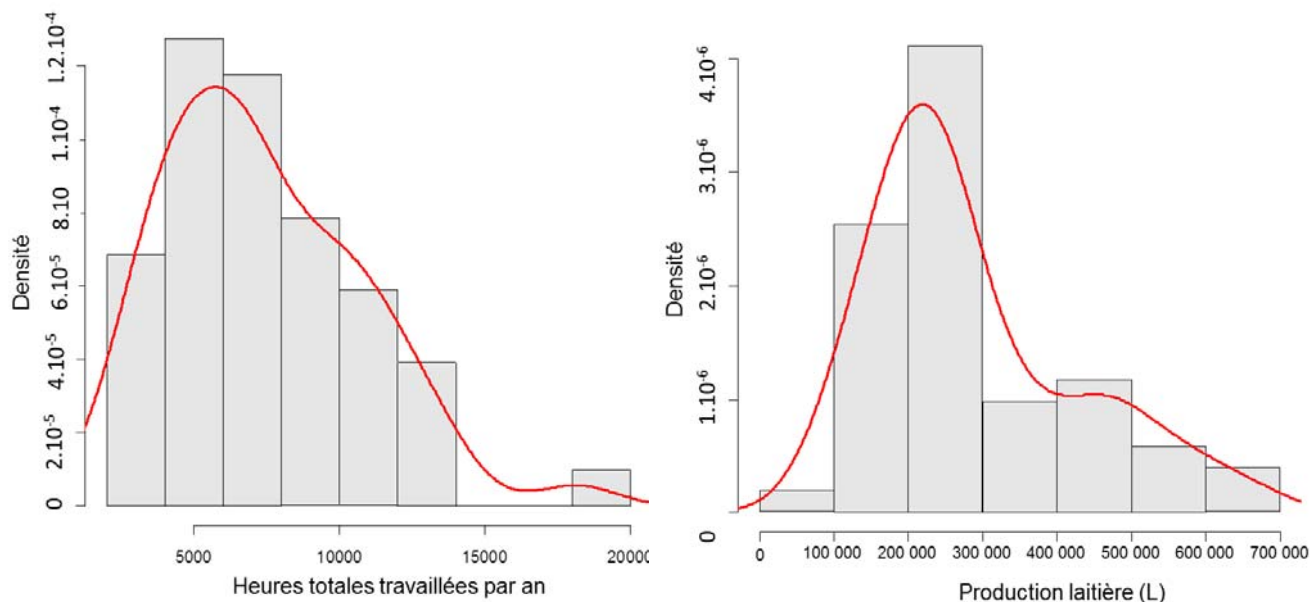 1.2.10⁻⁴
1.10⁻⁴
8.10
6.10⁻⁵
4.10⁻⁵
2.10⁻⁵
0
Densité
5000 10000 15000 20000
Heures totales travaillées par an
4.10⁻⁶
3.10⁻⁶
2.10⁻⁶
1.10⁻⁶
0
Densité
0 100 000 200 000 300 000 400 000 500 000 600 000 700 000
Production laitière (L)